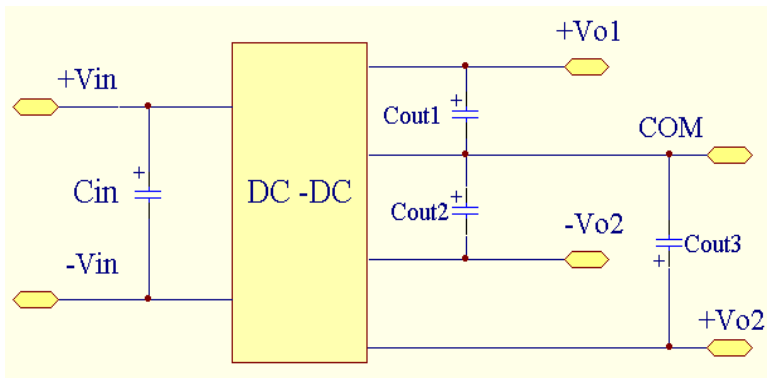 +Vo1
+Vin
+
Cout1
COM
+
Cin
DC -DC
+
Cout2
-Vo2
-Vin
Cout3
+
+Vo2